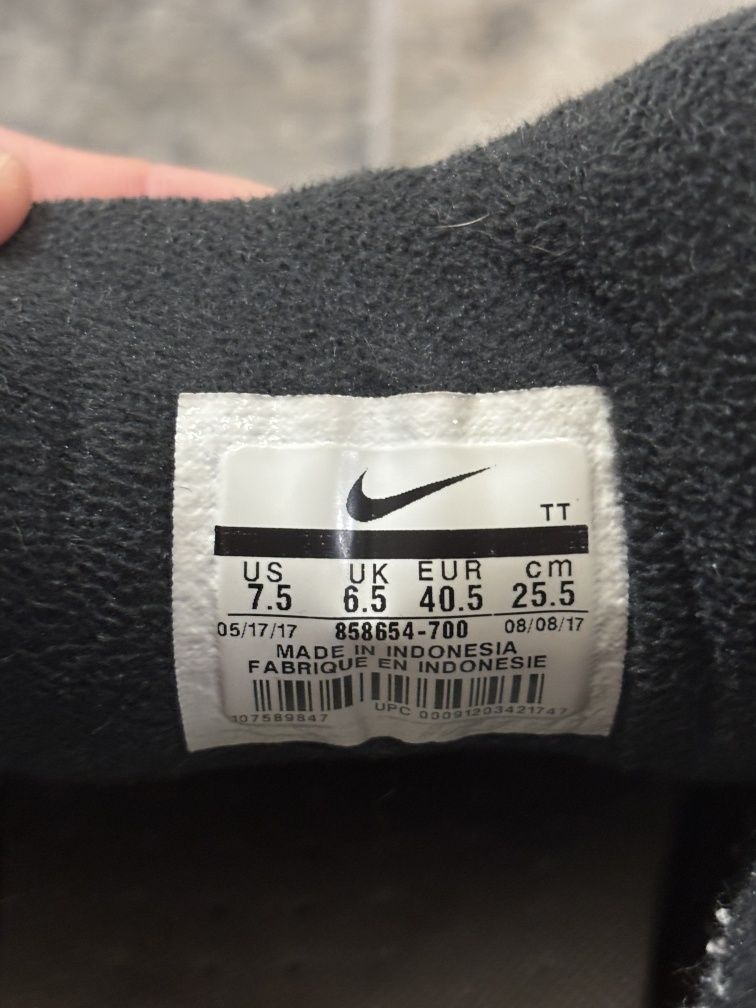 TT
US UK EUR cm
7.5 6.5 40.5 25.5
05/17/17 858654-700 08/08/17
MADE IN INDONESIA
FABRIQUE EN INDONESIE
107589847 UPC 00091203421747